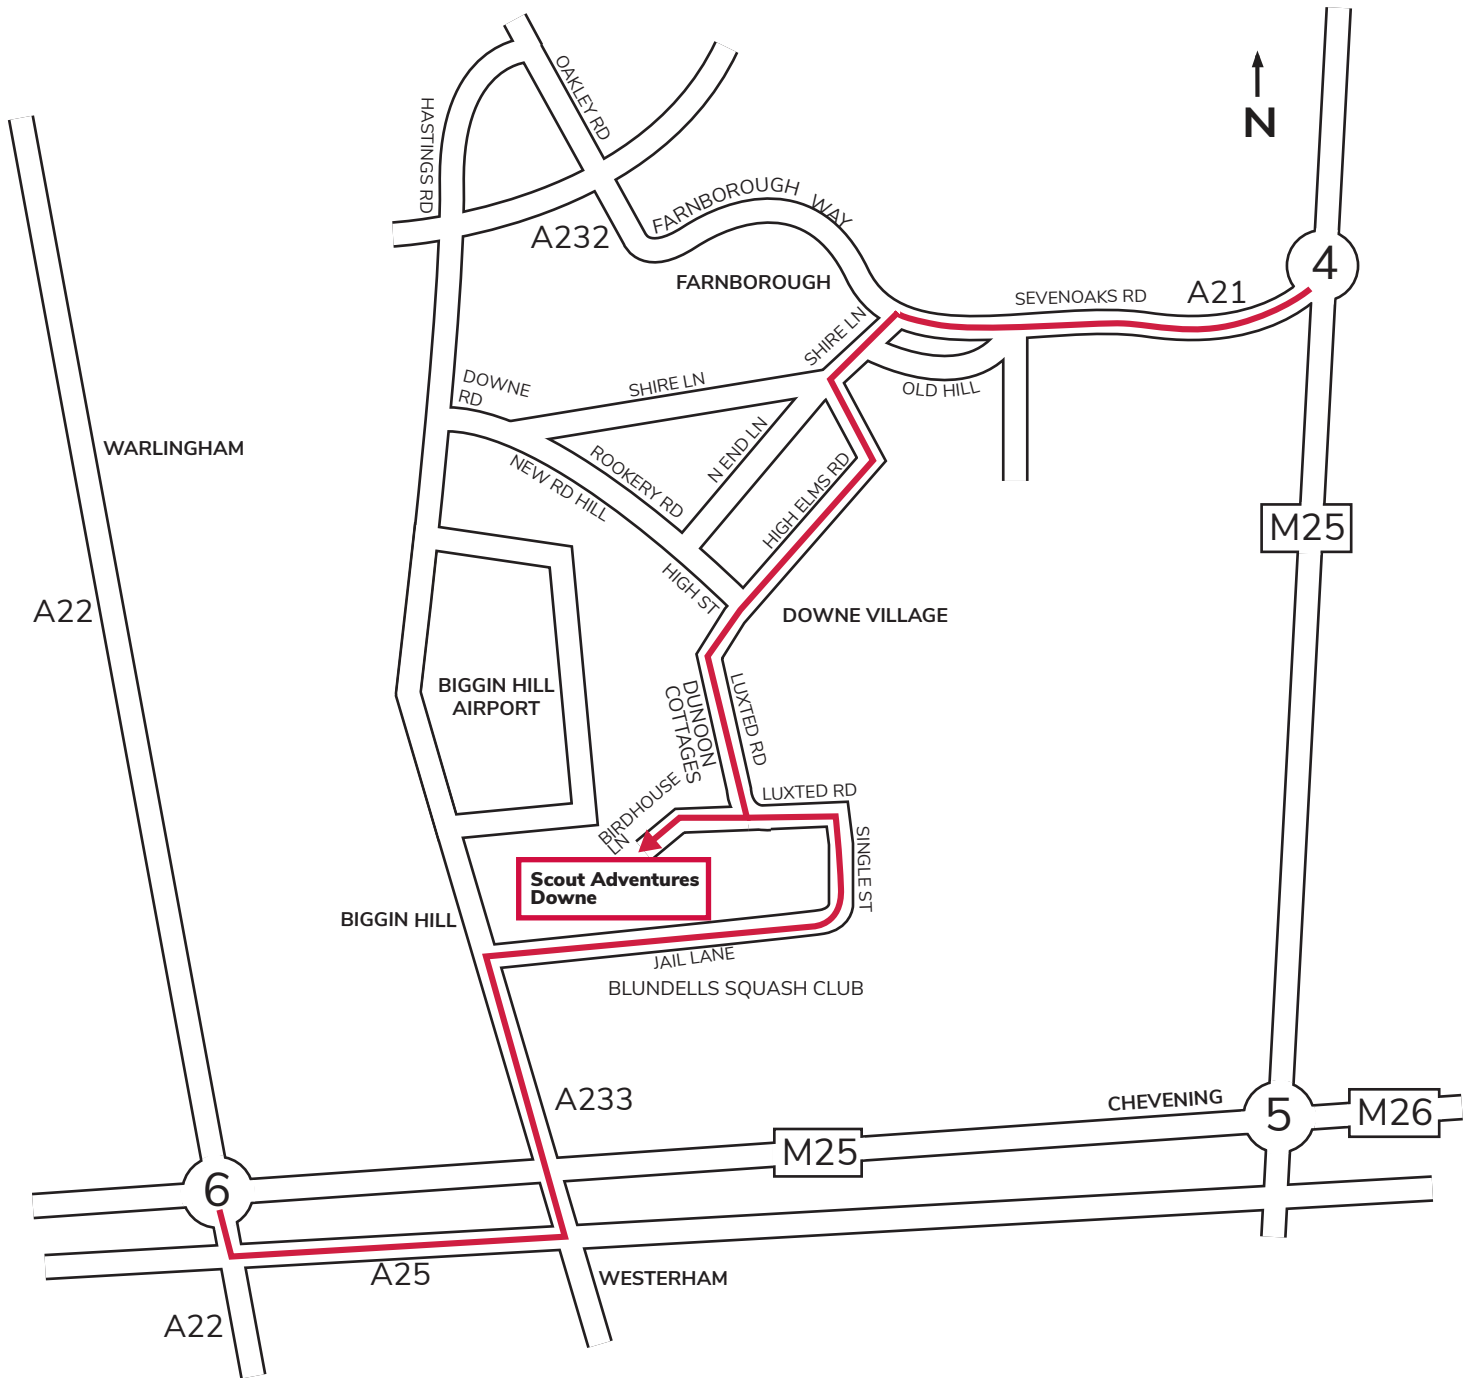 OAKLEY RD
HASTINGS RD
N
FARNBOROUGH WAY
A232
4
FARNBOROUGH
SEVENOAKS RD
A21
SHIRE LN
DOWNE
RD
SHIRE LN
OLD HILL
WARLINGHAM
N END LN
ROOKERY RD
NEW RD HILL
HIGH ELMS RD
M25
HIGH ST
A22
DOWNE VILLAGE
BIGGIN HILL
AIRPORT
DUNOON
COTTAGES
LUXTED RD
BIRDHOUSE
LN
LUXTED RD
SINGLE ST
Scout Adventures
Downe
BIGGIN HILL
JAIL LANE
BLUNDELLS SQUASH CLUB
A233
CHEVENING
5
M26
M25
6
A25
WESTERHAM
A22